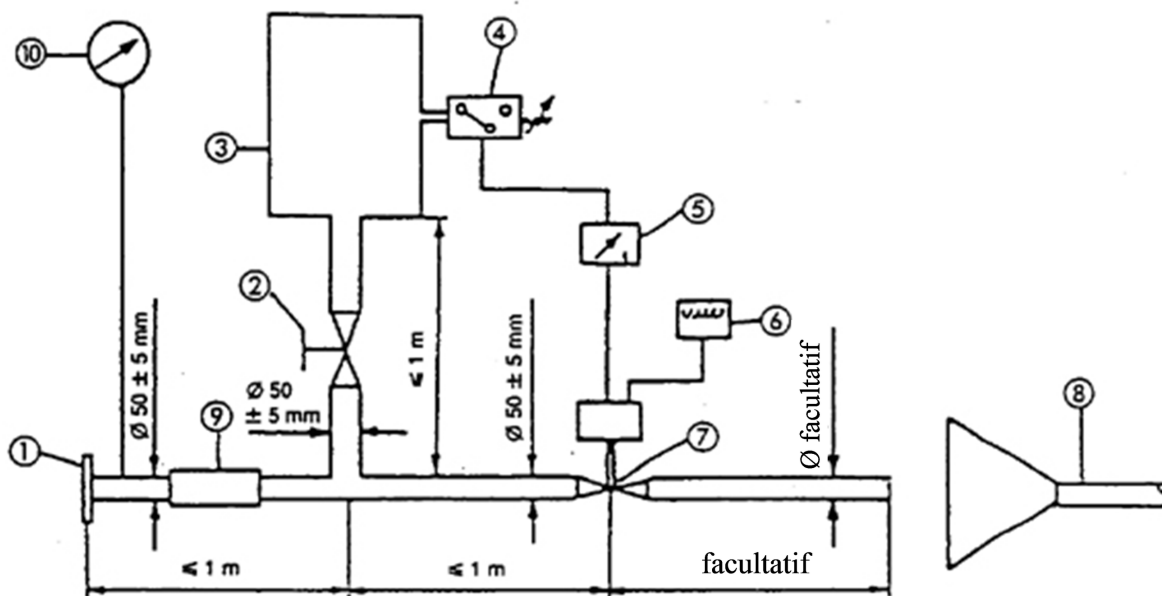 ④
⑩
③
⑤
②
⑥
≤ 1 m
Ø 50 ± 5 mm
Ø 50
± 5 mm
Ø 50 ± 5 mm
Ø facultatif
⑨
⑦
⑧
①
≤ 1 m
≤ 1 m
facultatif